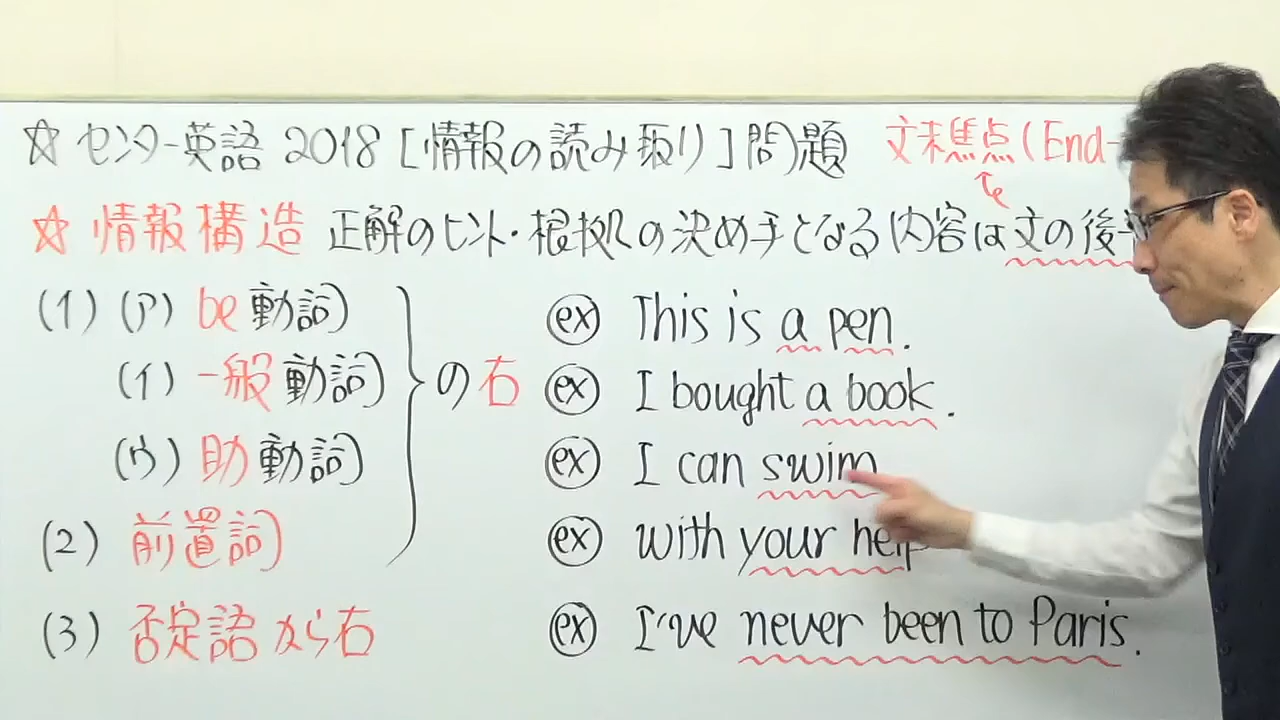 ☆ センター英語 2018 [情報の読み取り] 問題 文末焦点 (End-
☆ 情報構造 正解のヒント・根拠の決め手となる内容は文の後半
(1) (ア) be動詞
(イ) 一般動詞
(ウ) 助動詞
(2) 前置詞
の右
(3) 否定語から右
ex This is a pen.
ex I bought a book.
ex I can swim
ex with your help
ex I've never been to Paris.